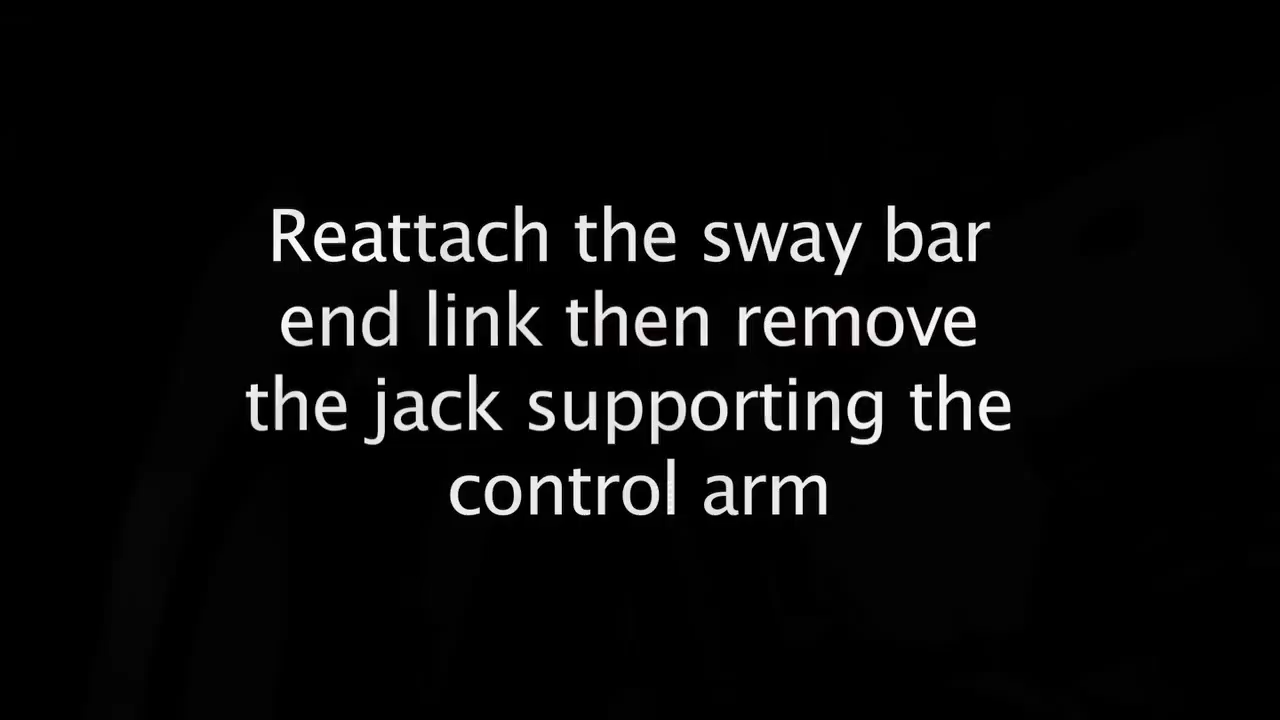 Reattach the sway bar
end link then remove
the jack supporting the
control arm